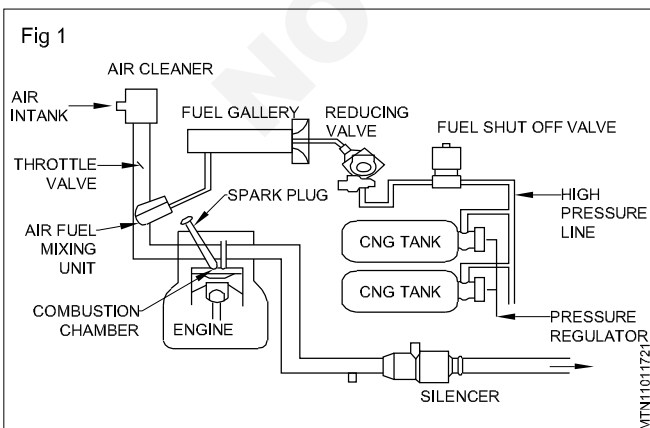 Fig 1
AIR CLEANER
AIR
INTANK
FUEL GALLERY
REDUCING
VALVE
FUEL SHUT OFF VALVE
THROTTLE
VALVE
SPARK PLUG
HIGH
PRESSURE
LINE
AIR FUEL
MIXING
UNIT
CNG TANK
CNG TANK
COMBUSTION
CHAMBER
ENGINE
PRESSURE
REGULATOR
SILENCER
MTN11011721
NO